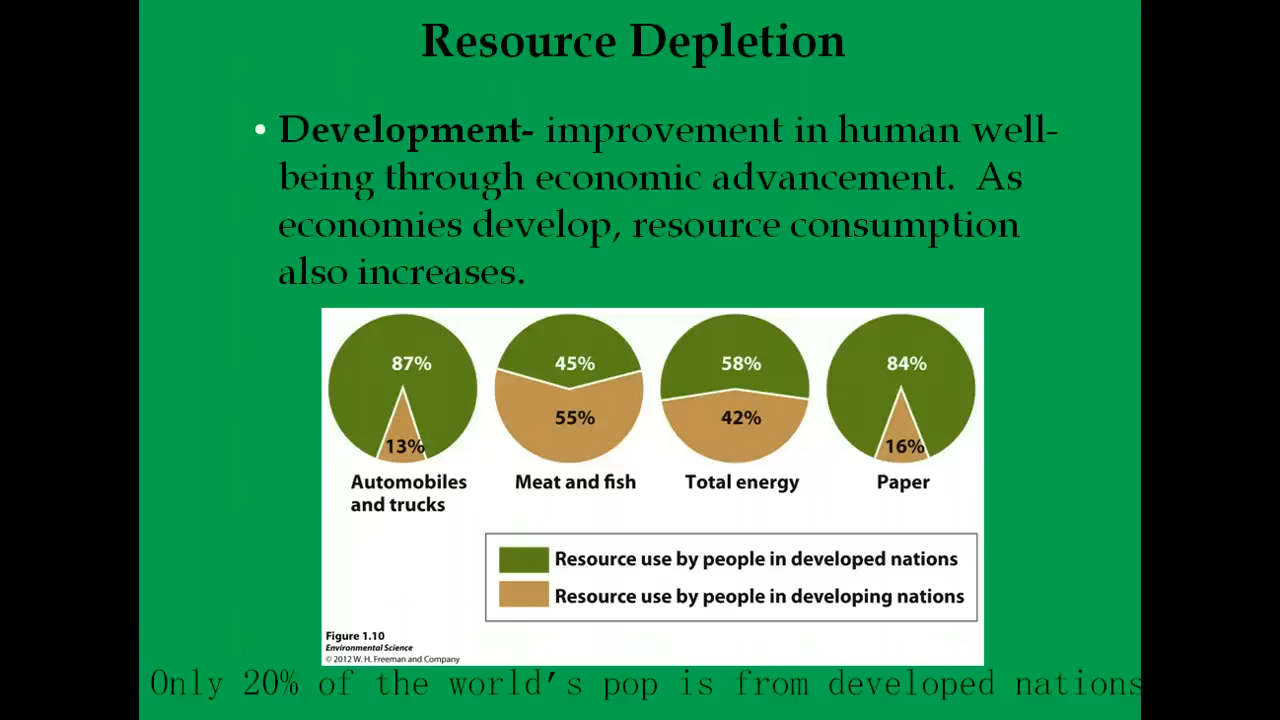 Resource Depletion
• Development- improvement in human well-
being through economic advancement.  As
economies develop, resource consumption
also increases.
87%
13%
Automobiles
and trucks
45%
55%
Meat and fish
58%
42%
Total energy
84%
16%
Paper
Resource use by people in developed nations
Resource use by people in developing nations
Figure 1.10
Environmental Science
© 2012 W. H. Freeman and Company
Only 20% of the world’s pop is from developed nations